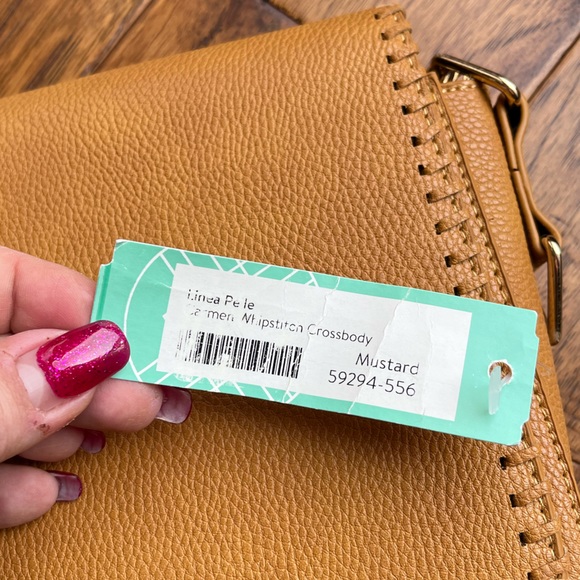 Linea Pelle
Carmen Whipstitch Crossbody
Mustard
59294-556